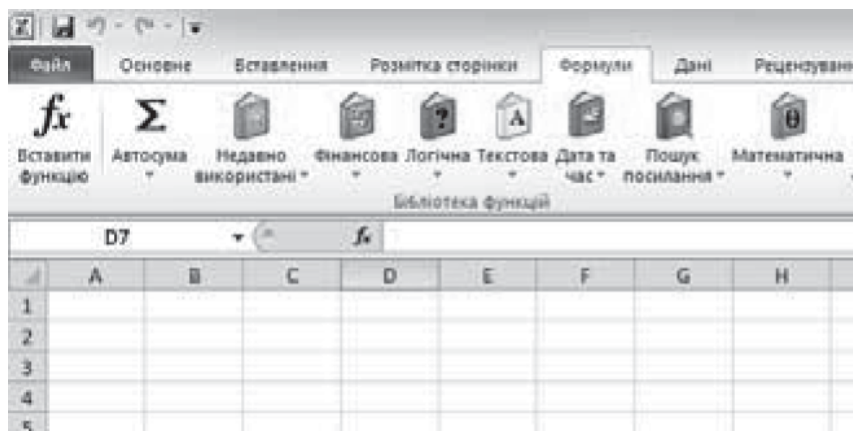 Файл Основне Вставлення Розмітка сторінки Формули Дані Рецензуванн
fx Σ ? A θ
Вставити функцію Автосума Недавно використані Фінансова Логічна Текстова Дата та час Пошук посилання Математична
Бібліотека функцій
D7 fx
A B C D E F G H
1
2
3
4
5